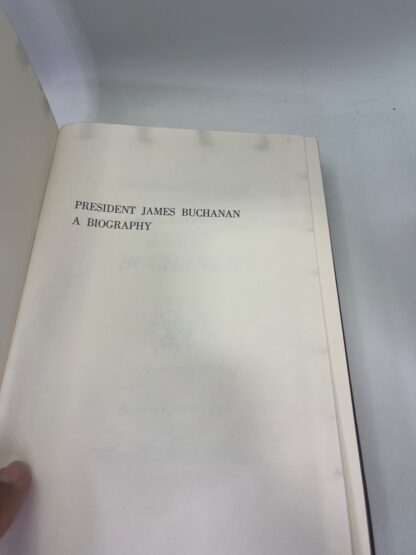 PRESIDENT JAMES BUCHANAN
A BIOGRAPHY